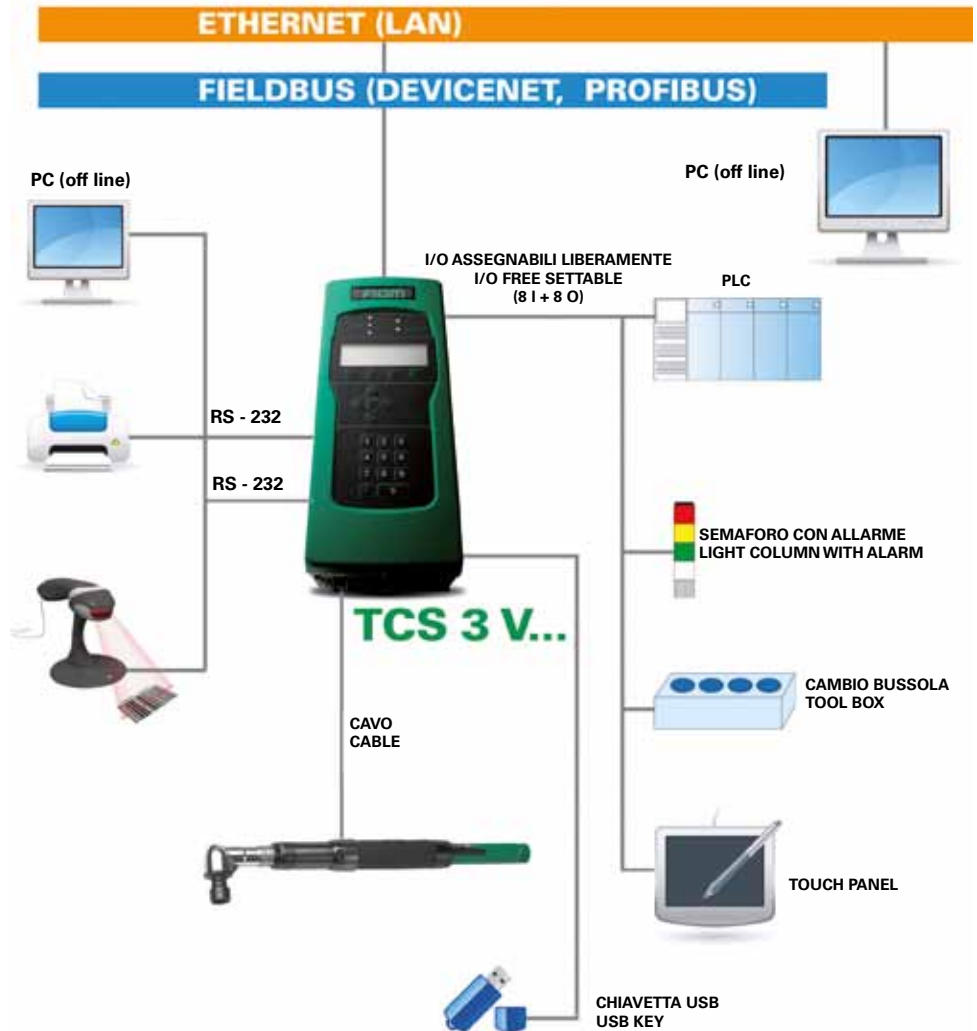 ETHERNET (LAN)
FIELDBUS (DEVICENET, PROFIBUS)
PC (off line)
PC (off line)
I/O ASSEGNABILI LIBERAMENTE
I/O FREE SETTABLE
(8 I + 8 O)
PLC
RS - 232
RS - 232
SEMAFORO CON ALLARME
LIGHT COLUMN WITH ALARM
TCS 3 V...
CAMBIO BUSSOLA
TOOL BOX
CAVO
CABLE
TOUCH PANEL
CHIAVETTA USB
USB KEY